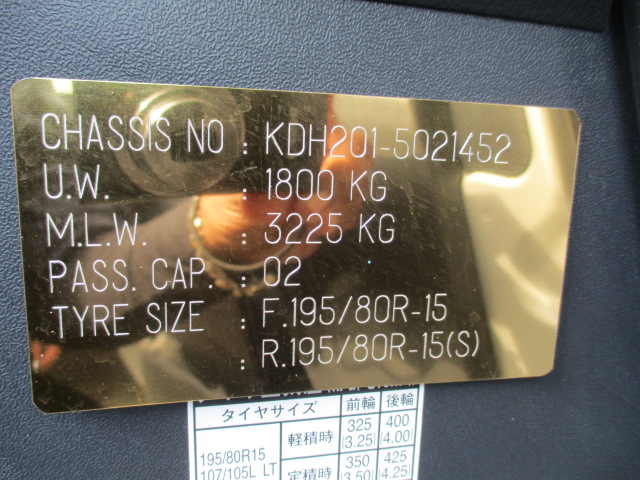 CHASSIS NO : KDH201-5021452
U.W. : 1800 KG
M.L.W. : 3225 KG
PASS. CAP. : 02
TYRE SIZE : F.195/80R-15
: R.195/80R-15(S)
タイヤサイズ 前輪 後輪
195/80R15 107/105L LT
軽積時 325 (3.25) 400 (4.00)
定積時 350 (3.50) 425 (4.25)